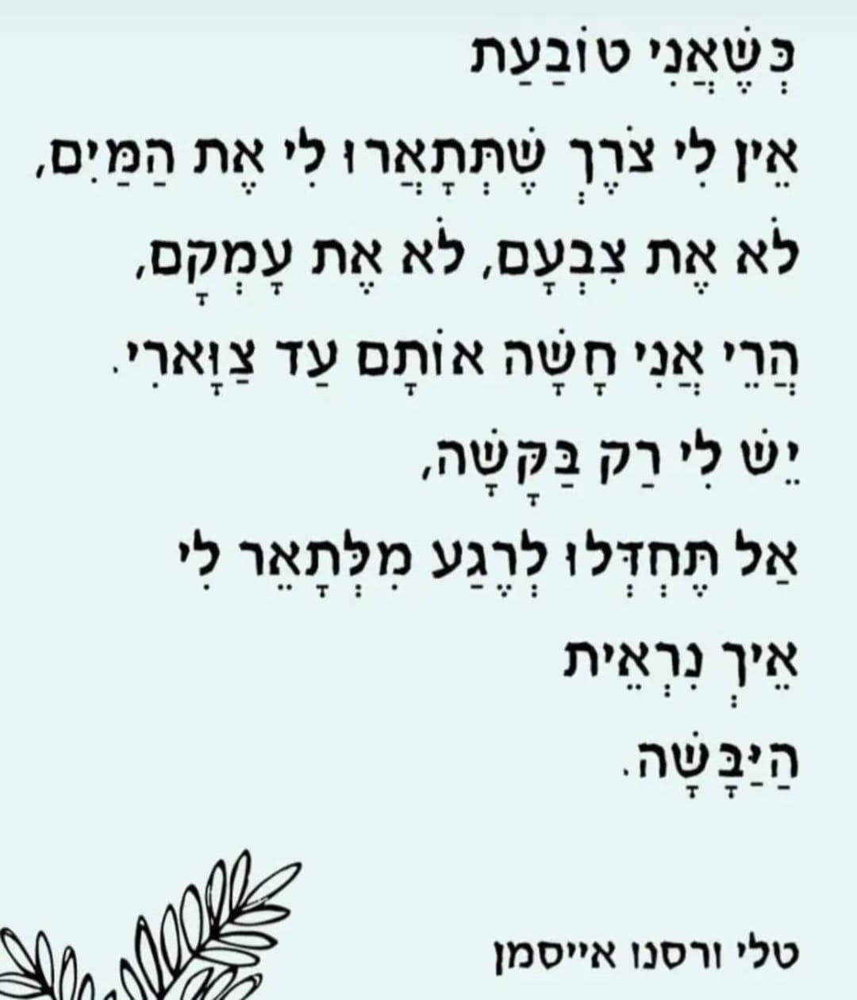 כְּשֶׁאֲנִי טוֹבַעַת
אֵין לִי צֹרֶךְ שֶׁתְּתָאֲרוּ לִי אֶת הַמַּיִם,
לֹא אֶת צִבְעָם, לֹא אֶת עָמְקָם,
הֲרֵי אֲנִי חָשָׁה אוֹתָם עַד צַוָּארִי.
יֵשׁ לִי רַק בַּקָּשָׁה,
אַל תֶּחְדְּלוּ לְרֶגַע מִלְּתָאֵר לִי
אֵיךְ נִרְאֵית
הַיַּבָּשָׁה.
טלי ורסנו אייסמן